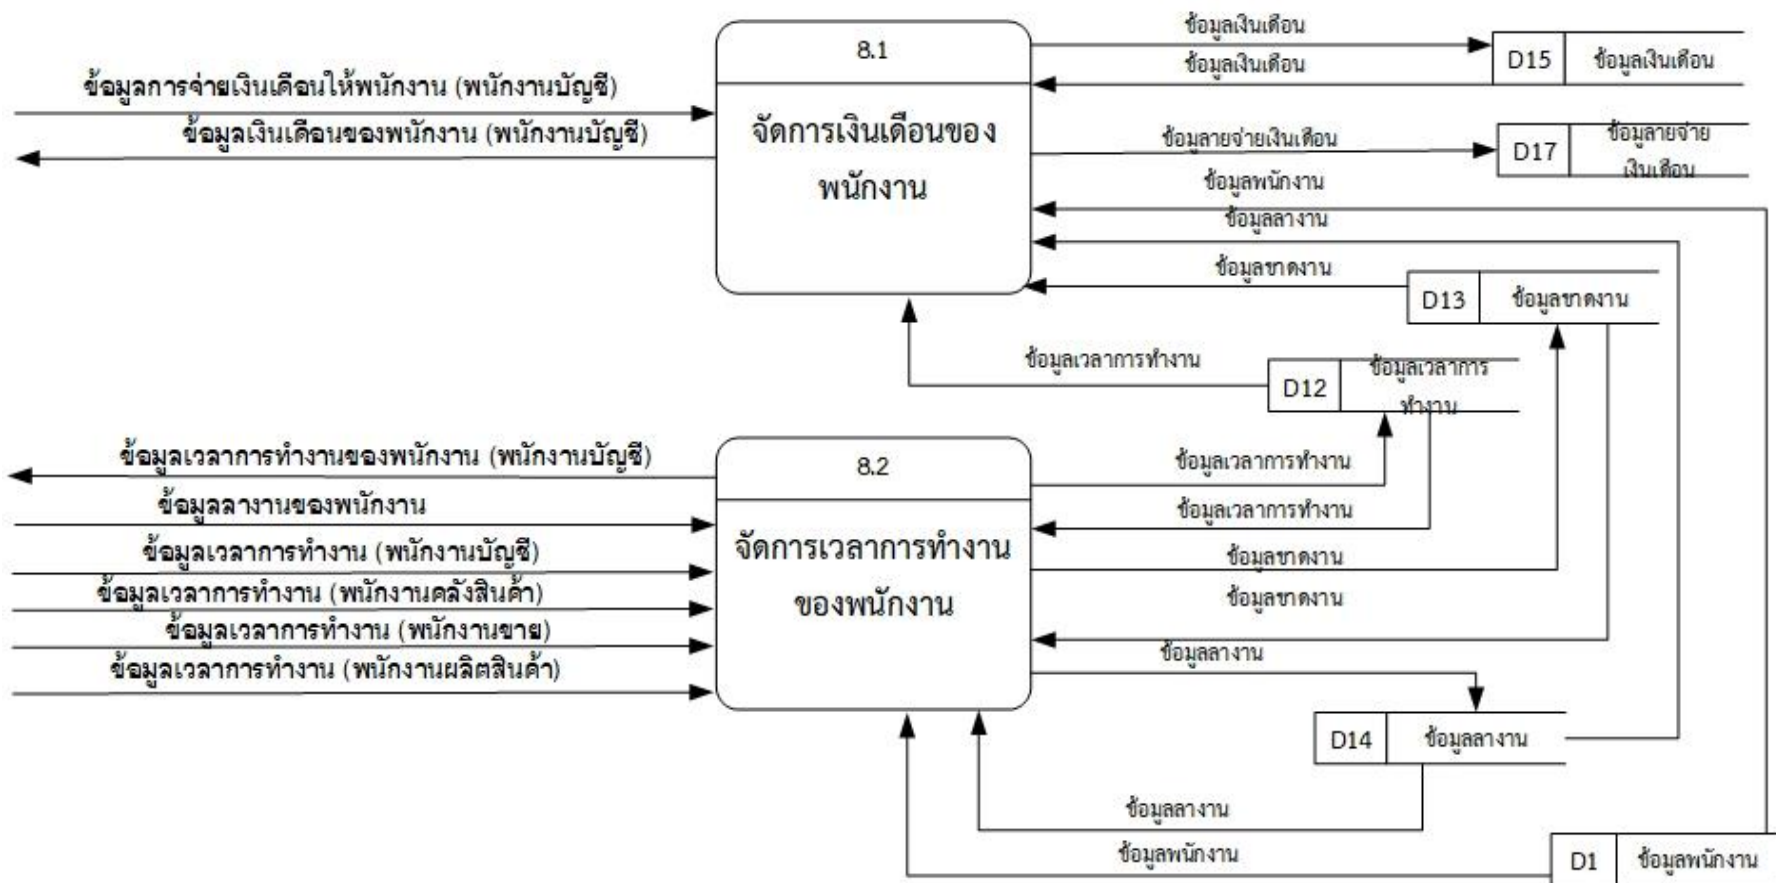 8.1
ข้อมูลเงินเดือน
ข้อมูลเงินเดือน
D15
ข้อมูลเงินเดือน
ข้อมูลการจ่ายเงินเดือนให้พนักงาน (พนักงานบัญชี)
ข้อมูลเงินเดือนของพนักงาน (พนักงานบัญชี)
จัดการเงินเดือนของ
พนักงาน
ข้อมูลายจ่ายเงินเดือน
D17
ข้อมูลายจ่าย
เงินเดือน
ข้อมูลพนักงาน
ข้อมูลลางาน
ข้อมูลขาดงาน
D13
ข้อมูลขาดงาน
ข้อมูลเวลาการทำงาน
D12
ข้อมูลเวลาการ
ทำงาน
8.2
ข้อมูลเวลาการทำงานของพนักงาน (พนักงานบัญชี)
ข้อมูลลางานของพนักงาน
ข้อมูลเวลาการทำงาน (พนักงานบัญชี)
ข้อมูลเวลาการทำงาน (พนักงานคลังสินค้า)
ข้อมูลเวลาการทำงาน (พนักงานขาย)
ข้อมูลเวลาการทำงาน (พนักงานผลิตสินค้า)
จัดการเวลาการทำงาน
ของพนักงาน
ข้อมูลเวลาการทำงาน
ข้อมูลเวลาการทำงาน
ข้อมูลขาดงาน
ข้อมูลขาดงาน
ข้อมูลลางาน
D14
ข้อมูลลางาน
ข้อมูลลางาน
ข้อมูลพนักงาน
D1
ข้อมูลพนักงาน